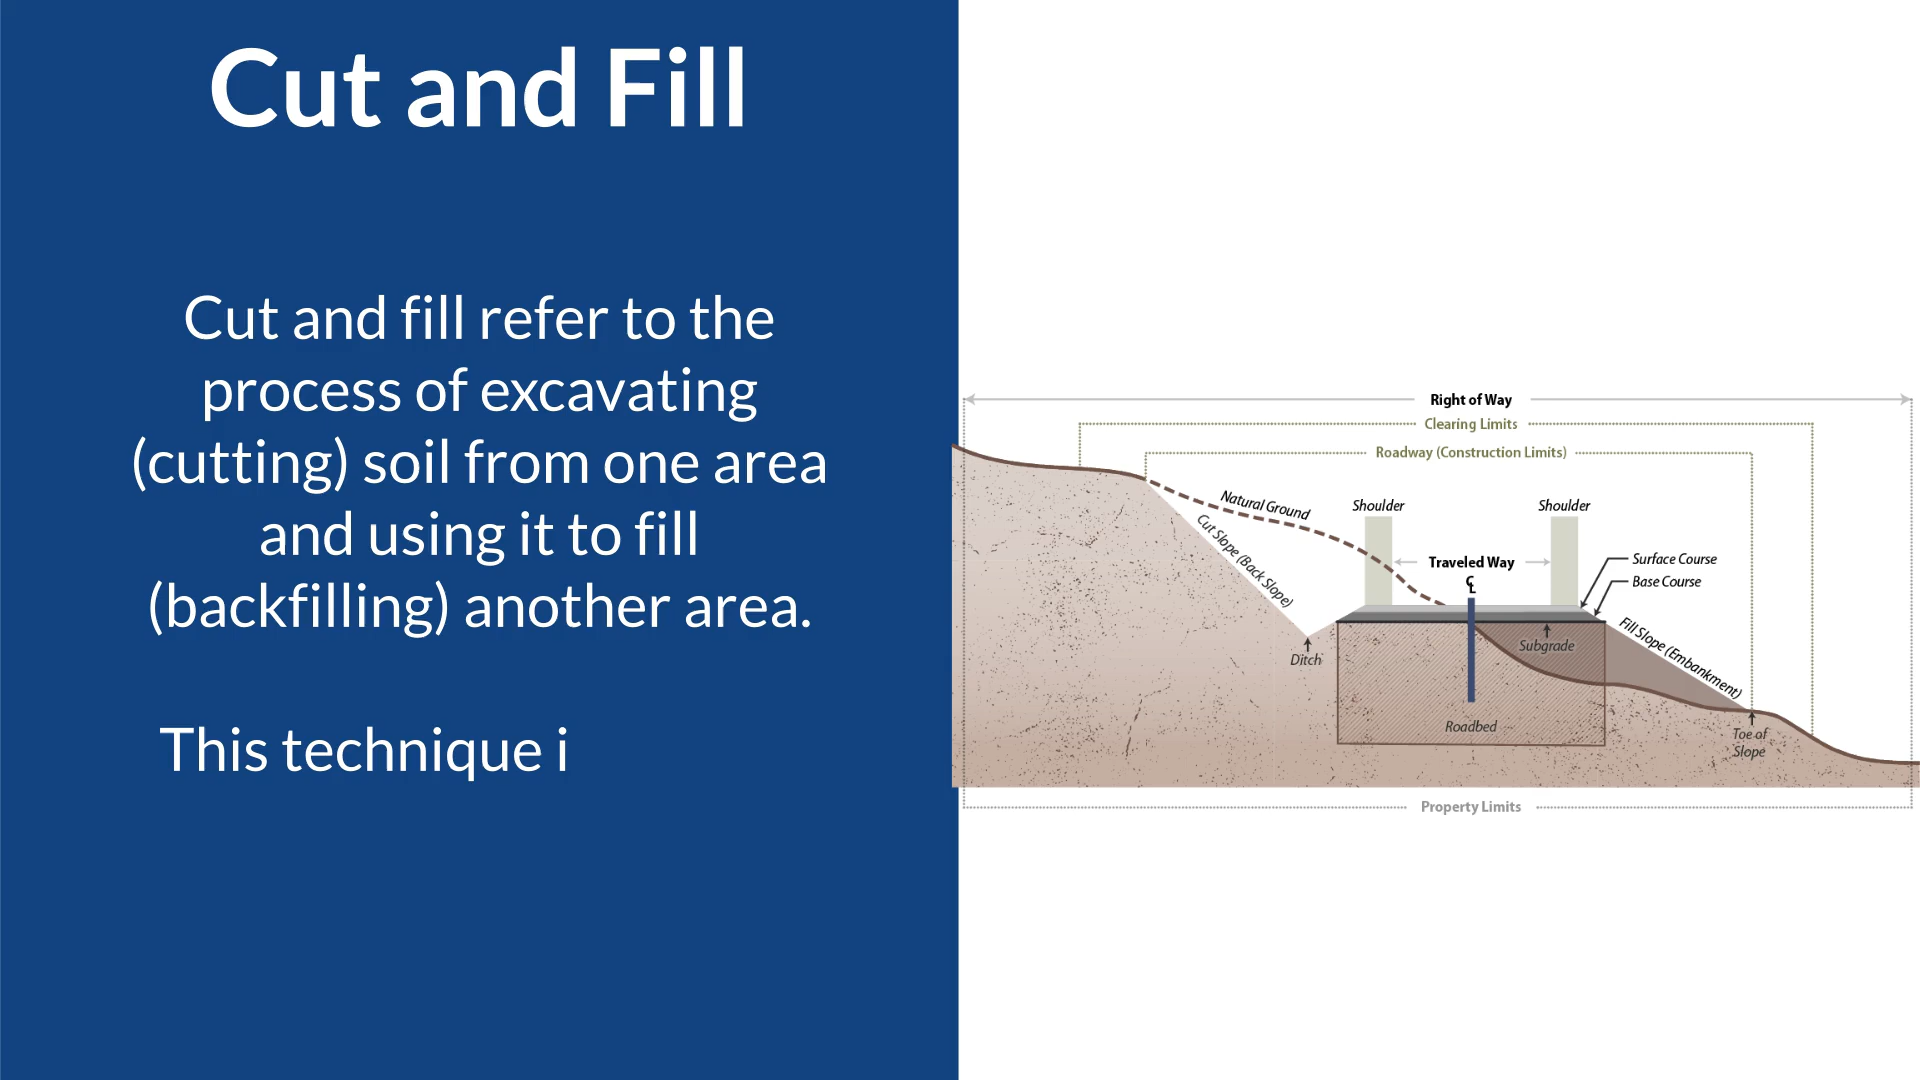 Cut and Fill
Cut and fill refer to the
process of excavating
(cutting) soil from one area
and using it to fill
(backfilling) another area.
This technique i
Right of Way
Clearing Limits
Roadway (Construction Limits)
Natural Ground
Shoulder
Shoulder
Cut Slope (Back Slope)
Traveled Way
℄
Surface Course
Base Course
Fill Slope (Embankment)
Subgrade
Ditch
Roadbed
Toe of
Slope
Property Limits